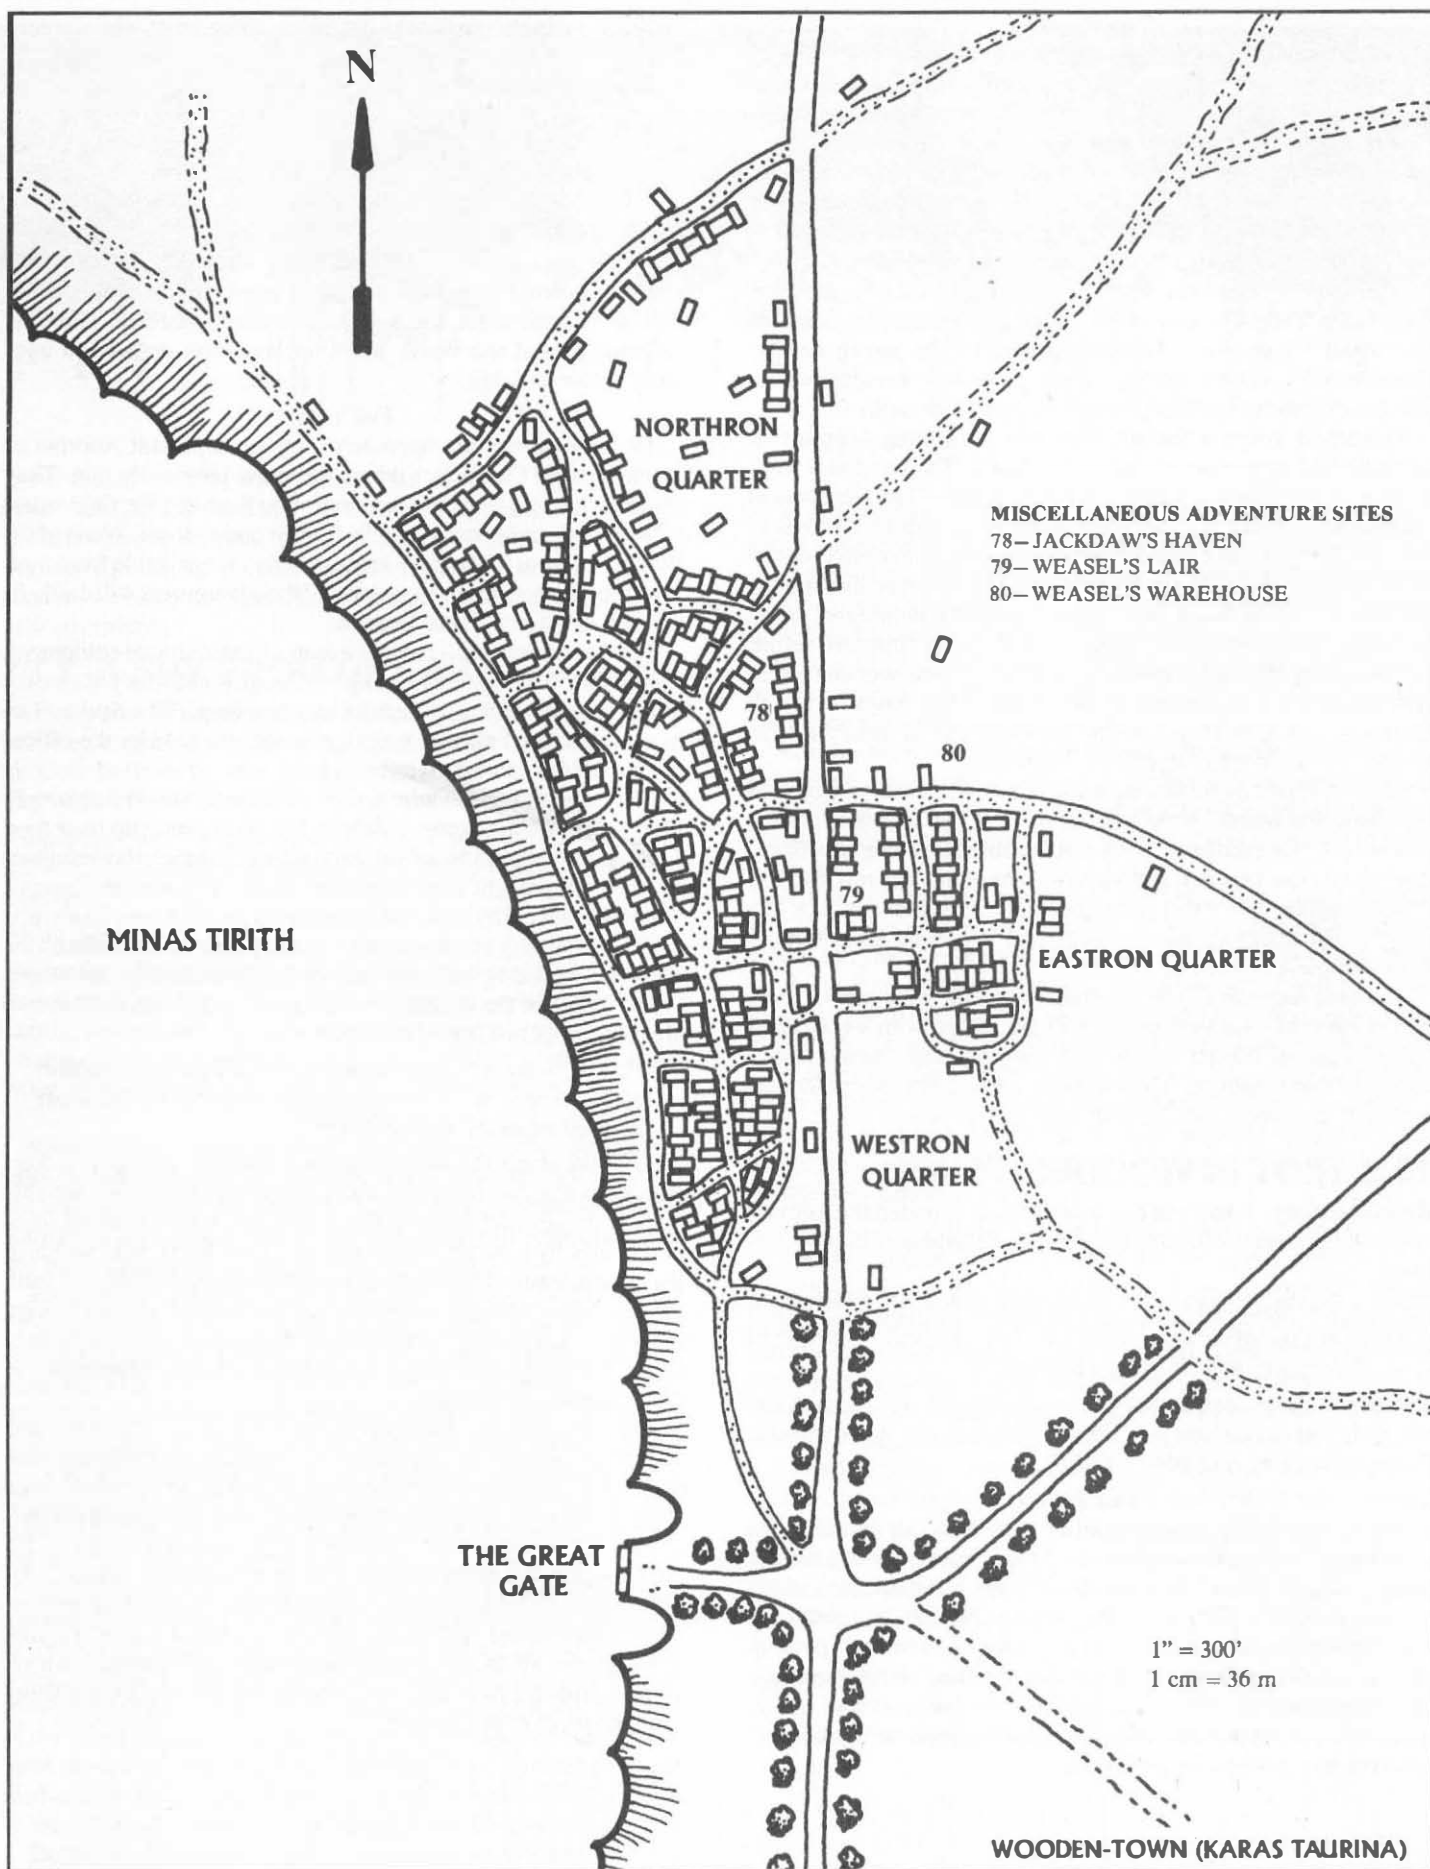 N
NORTHRON
QUARTER
MISCELLANEOUS ADVENTURE SITES
78– JACKDAW'S HAVEN
79– WEASEL'S LAIR
80– WEASEL'S WAREHOUSE
78
80
79
MINAS TIRITH
EASTRON QUARTER
WESTRON
QUARTER
THE GREAT
GATE
1” = 300'
1 cm = 36 m
WOODEN-TOWN (KARAS TAURINA)